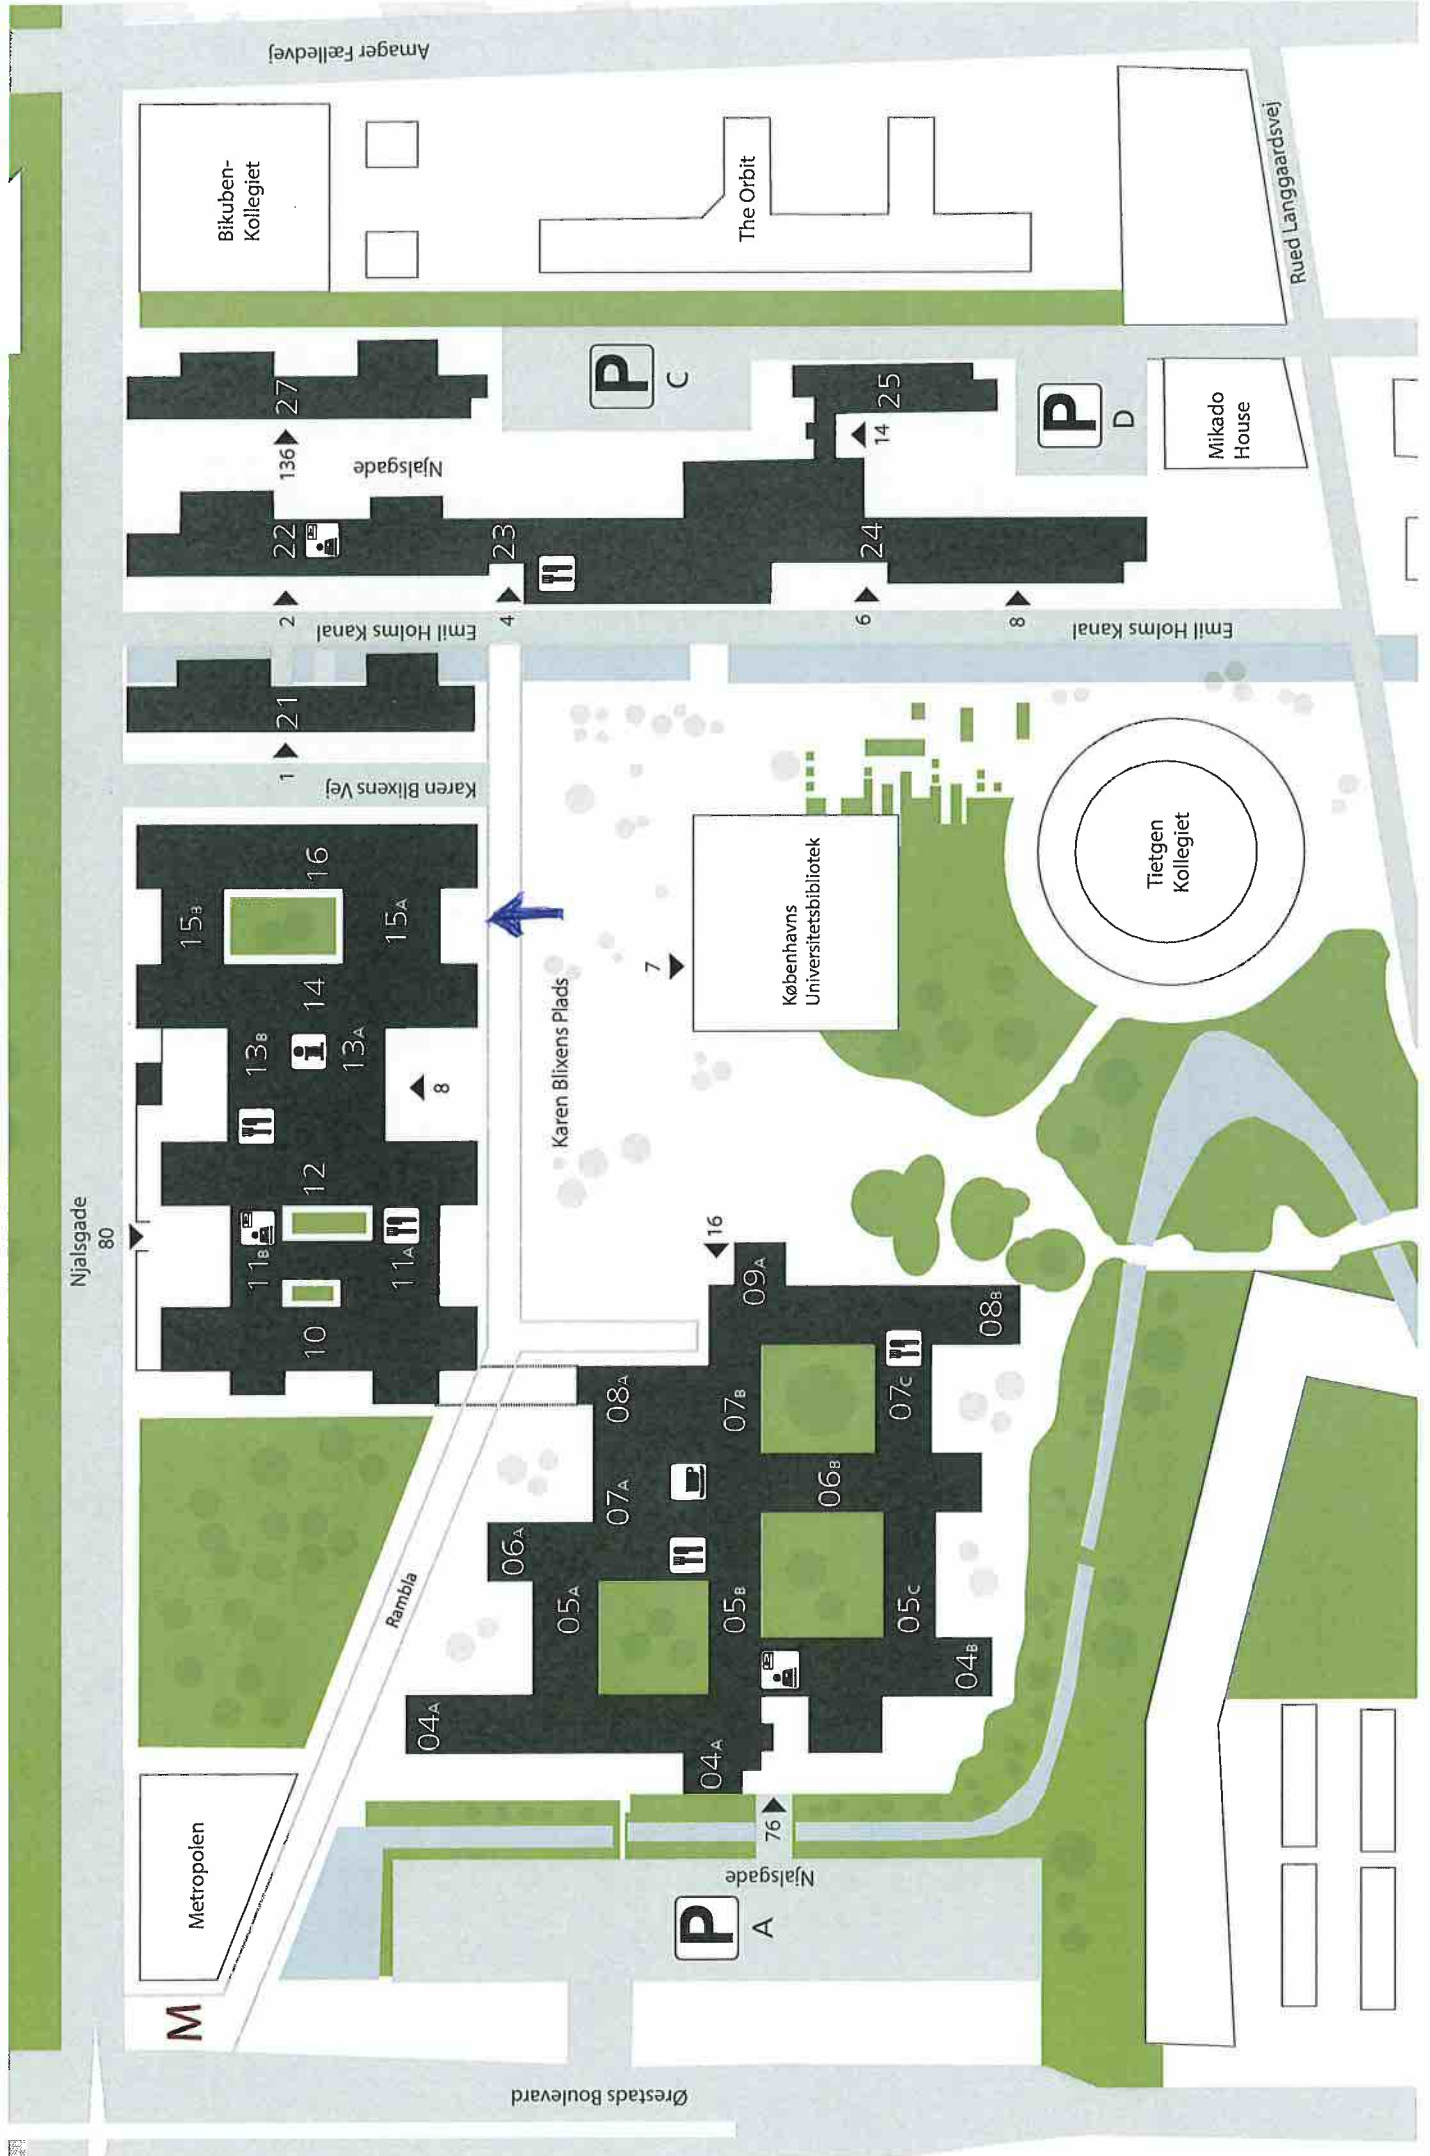 Njalsgade
80
Ørestads Boulevard
Amager Fælledvej
M
Metropolen
Rambla
10
11B
11A
12
13B
13A
14
15B
15A
16
8
Karen Blixens Vej
1
21
Emil Holms Kanal
2
22
136
27
Njalsgade
Bikuben-
Kollegiet
4
23
P
C
The Orbit
Karen Blixens Plads
7
Københavns
Universitetsbibliotek
6
24
14
25
8
Emil Holms Kanal
P
D
Mikado
House
Rued Langgaardsvej
Tietgen
Kollegiet
16
09A
08A
08B
07A
07B
07C
06A
06B
05A
05B
05C
04A
04A
04B
76
Njalsgade
P
A